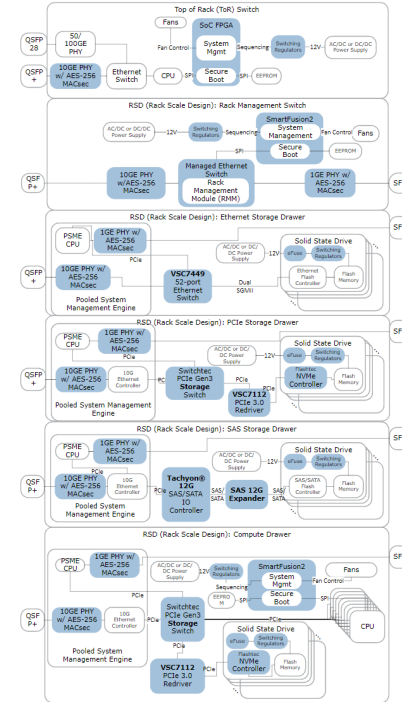 Top of Rack (ToR) Switch
Fans
SoC FPGA
QSFP
28
50/
100GE
PHY
System
Mgmt
Switching
Regulators
AC/DC or DC/DC
Power Supply
Fan Control
Sequencing
12V
QSFP
+
10GE PHY
w/ AES-256
MACsec
Ethernet
Switch
CPU
SPI
Secure
Boot
SPI
EEPROM
RSD (Rack Scale Design): Rack Management Switch
SmartFusion2
AC/DC or DC/DC
Power Supply
12V
Switching
Regulators
Sequencing
System
Management
Fan Control
Fans
SPI
Secure
Boot
EEPROM
QSF
P+
10GE PHY
w/AES-256
MACsec
Managed Ethernet
Switch
Rack
Management
Module (RMM)
1GE PHY w/
AES-256
MACsec
SF
RSD (Rack Scale Design): Ethernet Storage Drawer
SF
PSME
CPU
1GE PHY w/
AES-256
MACsec
PCIe
AC/DC or DC/
DC Power
Supply
12V
Solid State Drive
eFuse
Switching
Regulators
QSFP
+
10GE PHY w/
AES-256
MACsec
VSC7449
52-port
Ethernet
Switch
Dual
SGMII
Ethernet
Flash
Controller
Flash
Memory
Pooled System
Management Engine
RSD (Rack Scale Design): PCIe Storage Drawer
SF
PSME
CPU
1GE PHY w/
AES-256
MACsec
PCIe
AC/DC or DC/
DC Power
Supply
12V
Solid State Drive
eFuse
Switching
Regulators
QSFP
+
10GE PHY w/
AES-256
MACsec
10G
Ethernet
Controller
PCIe
Switchtec
PCIe Gen3
Storage
Switch
PCIe
VSC7112
PCIe 3.0
Redriver
PCIe
Flashtec
NVMe
Controller
Flash
Memory
Pooled System Management
Engine
RSD (Rack Scale Design): SAS Storage Drawer
SF
PSME
CPU
1GE PHY w/
AES-256
MACsec
PCIe
AC/DC or DC/
DC Power
Supply
12V
Solid State Drive
eFuse
Switching
Regulators
QSF
P+
10GE PHY
w/ AES-256
MACsec
10G
Ethernet
Controller
PCIe
Tachyon®
12G
SAS/SATA
IO
Controller
SAS/
SATA
SAS 12G
Expander
SAS/
SATA
SAS/SATA
Flash
Controller
Flash
Memory
Pooled System
Management Engine
RSD (Rack Scale Design): Compute Drawer
SF
PSME
CPU
1GE PHY w/
AES-256
MACsec
PCIe
AC/DC or DC/
DC Power
Supply
12V
Switching
Regulators
Sequencing
SmartFusion2
System
Mgmt
Secure
Boot
Fans
Fan Control
EEPRO
M
SPI
SPI
QSF
P+
10GE PHY
w/ AES-256
MACsec
10G
Ethernet
Controller
PCIe
Switchtec
PCIe Gen3
Storage
Switch
PCIe
CPU
Solid State Drive
eFuse
Switching
Regulators
Pooled System
Management Engine
PCIe
VSC7112
PCIe 3.0
Redriver
PCIe
Flashtec
NVMe
Controller
Flash
Memory